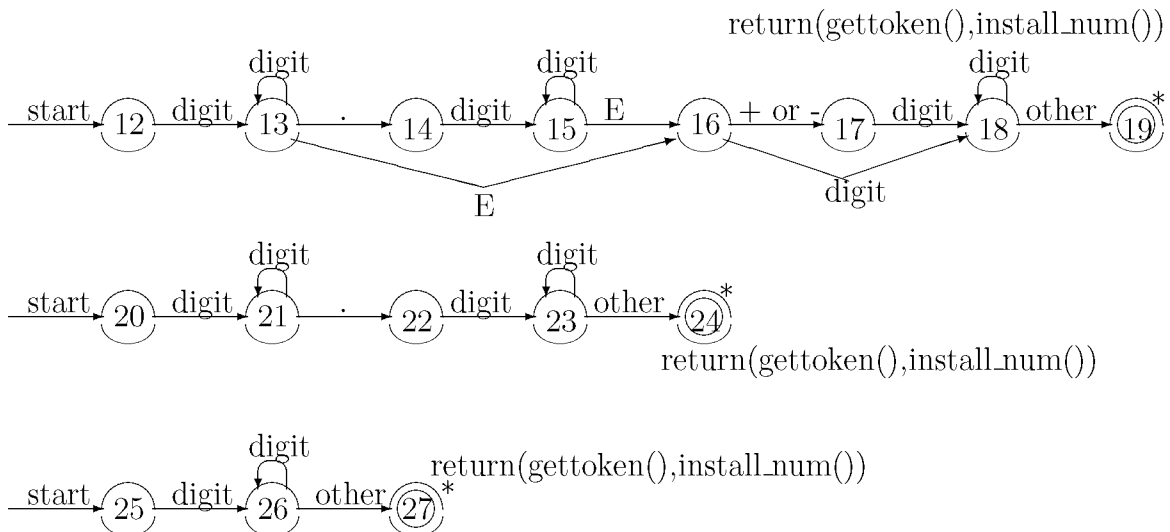 return(gettoken(),install_num())
digit digit digit
start 12 digit 13 . 14 digit 15 E 16 + or - 17 digit 18 other 19 *
E digit
digit digit
start 20 digit 21 . 22 digit 23 other 24 *
return(gettoken(),install_num())
digit
return(gettoken(),install_num())
start 25 digit 26 other 27 *